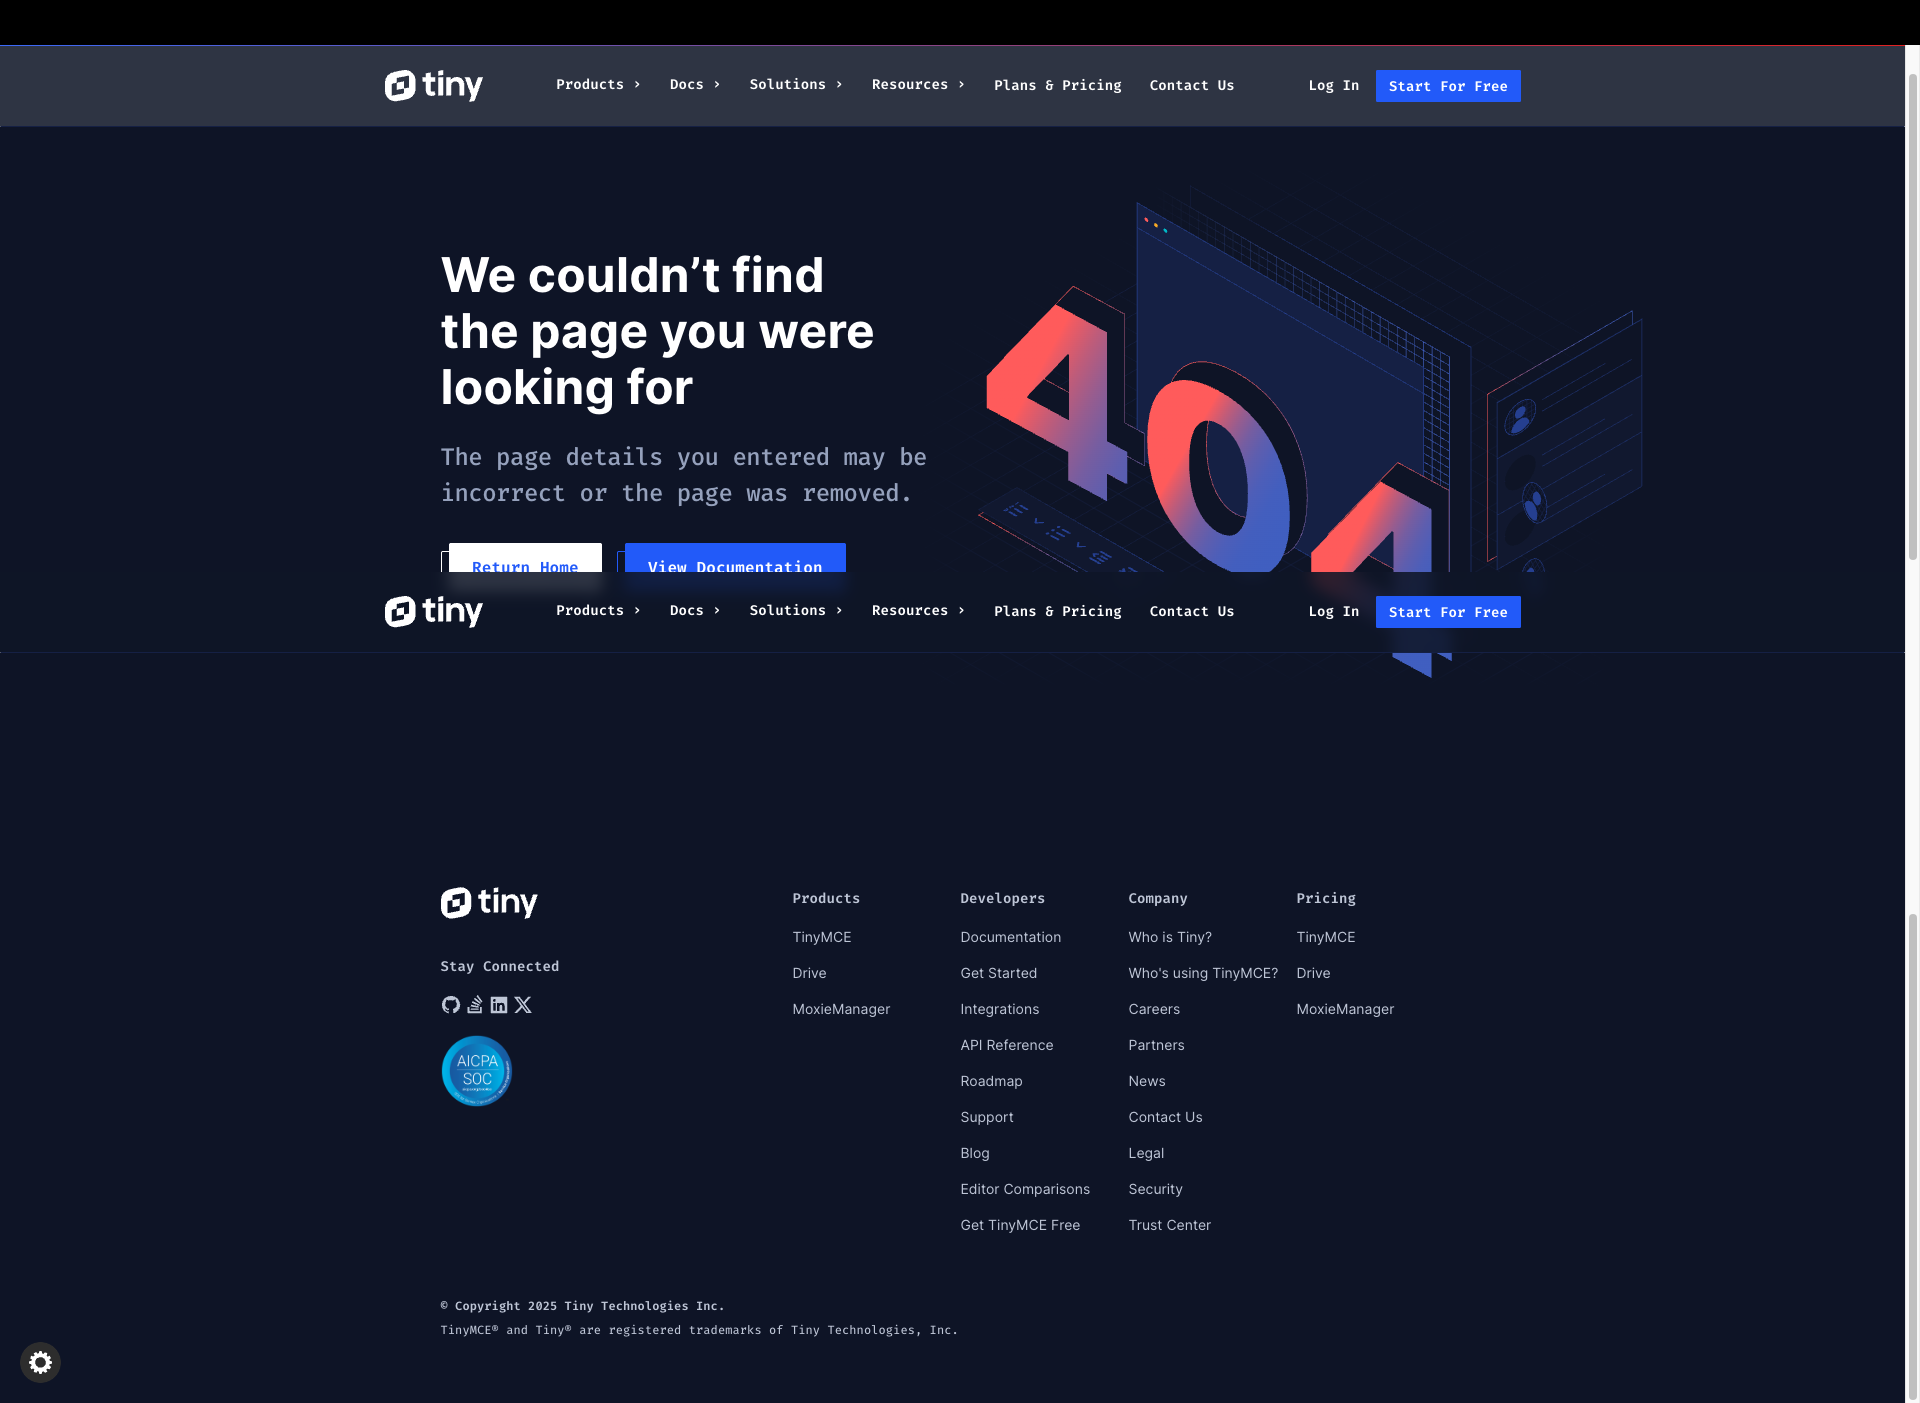 tiny
Products
Docs
Solutions
Resources
Plans & Pricing
Contact Us
Log In
Start For Free
We couldn’t find
the page you were
looking for
404
The page details you entered may be
incorrect or the page was removed.
Return Home
View Documentation
tiny
Products
Docs
Solutions
Resources
Plans & Pricing
Contact Us
Log In
Start For Free
tiny
Stay Connected
AICPA
SOC
Products
TinyMCE
Drive
MoxieManager
Developers
Documentation
Get Started
Integrations
API Reference
Roadmap
Support
Blog
Editor Comparisons
Get TinyMCE Free
Company
Who is Tiny?
Who's using TinyMCE?
Careers
Partners
News
Contact Us
Legal
Security
Trust Center
Pricing
TinyMCE
Drive
MoxieManager
© Copyright 2025 Tiny Technologies Inc.
TinyMCE® and Tiny® are registered trademarks of Tiny Technologies, Inc.